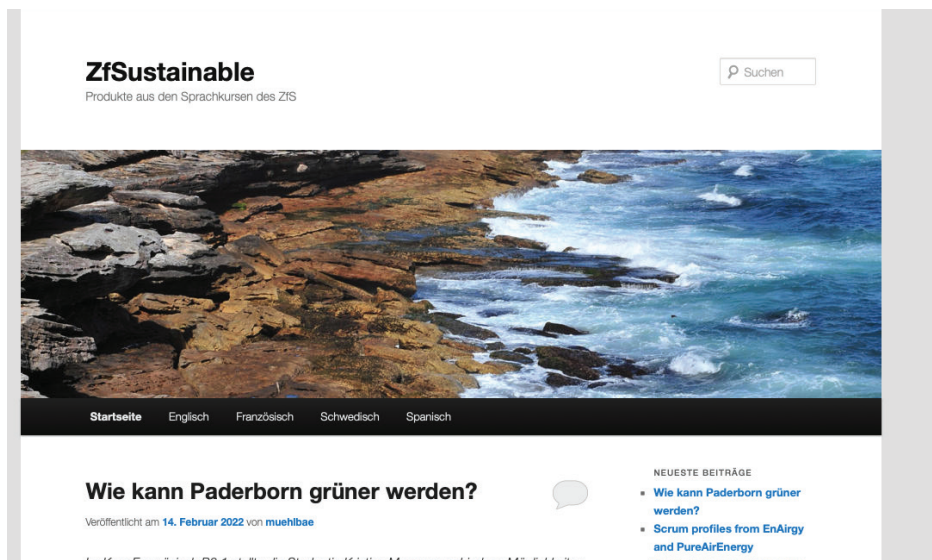 ZfSustainable
Produkte aus den Sprachkursen des ZfS
Suchen
Startseite Englisch Französisch Schwedisch Spanisch
Wie kann Paderborn grüner werden?
Veröffentlicht am 14. Februar 2022 von muehlbae
NEUESTE BEITRÄGE
Wie kann Paderborn grüner
werden?
Scrum profiles from EnAirgy
and PureAirEnergy